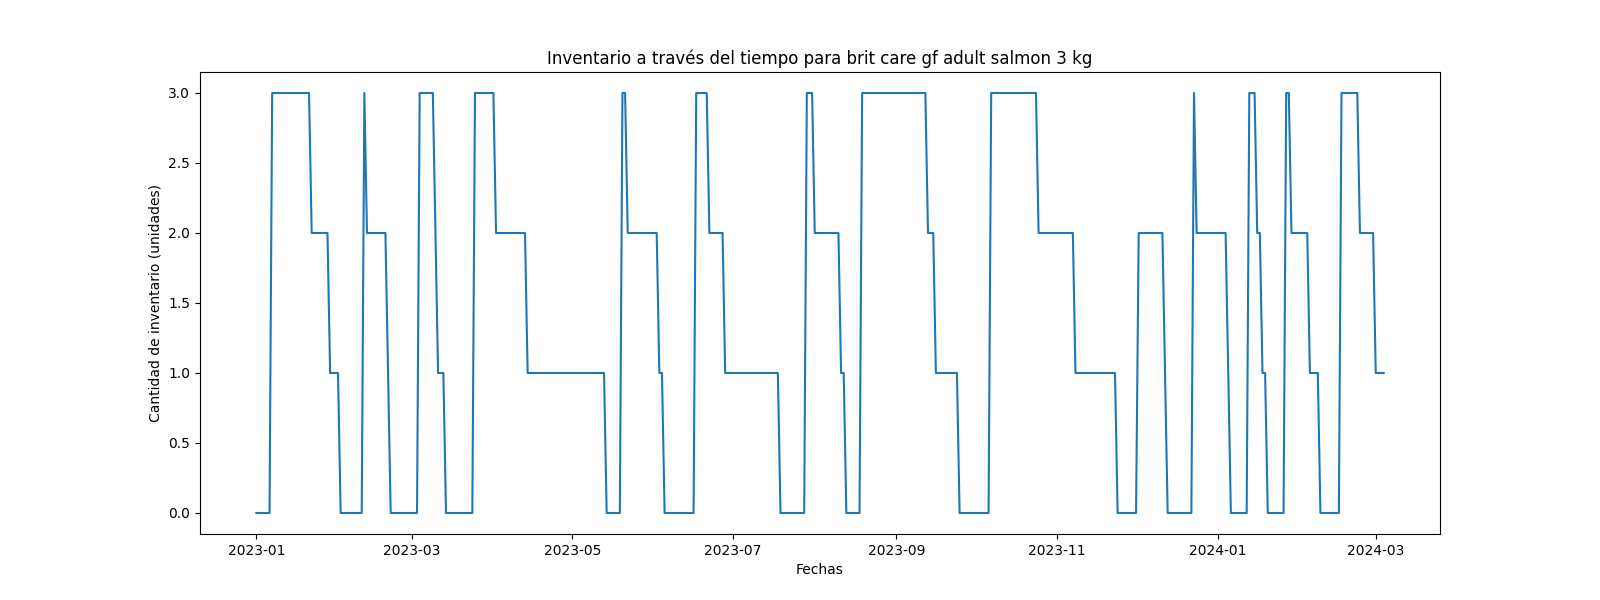 Inventario a través del tiempo para brit care gf adult salmon 3 kg
Cantidad de inventario (unidades)
3.0
2.5
2.0
1.5
1.0
0.5
0.0
2023-01 2023-03 2023-05 2023-07 2023-09 2023-11 2024-01 2024-03
Fechas